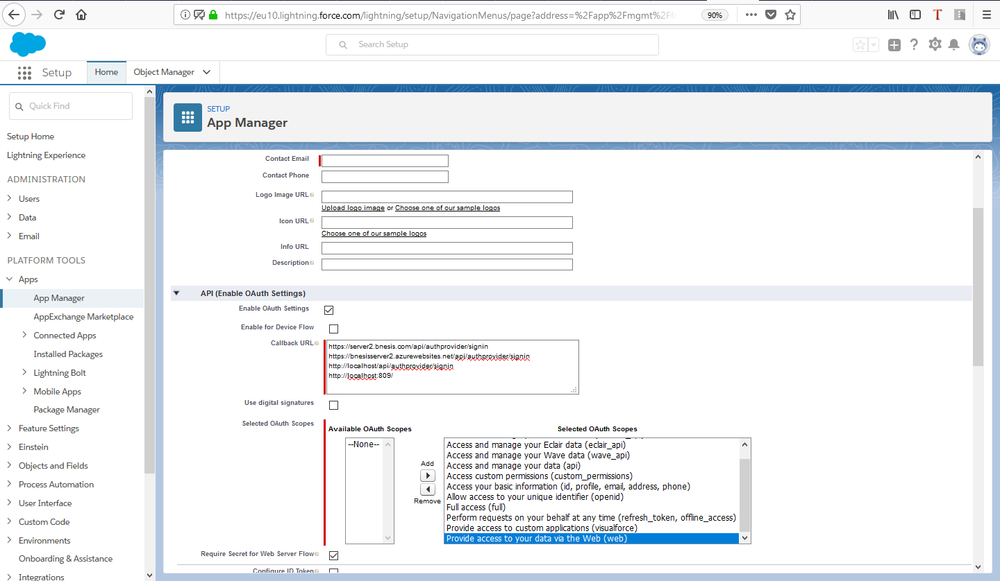 https://eu10.lightning.force.com/lightning/setup/NavigationMenus/page?address=%2Fapp%2Fmgmt%2Ff
90%
Search Setup
Setup
Home
Object Manager
Quick Find
Setup Home
Lightning Experience
ADMINISTRATION
Users
Data
Email
PLATFORM TOOLS
Apps
App Manager
AppExchange Marketplace
Connected Apps
Installed Packages
Lightning Bolt
Mobile Apps
Package Manager
Feature Settings
Einstein
Objects and Fields
Process Automation
User Interface
Custom Code
Environments
Onboarding & Assistance
Integrations
SETUP
App Manager
Contact Email
Contact Phone
Logo Image URL
Upload logo image or Choose one of our sample logos
Icon URL
Choose one of our sample logos
Info URL
Description
API (Enable OAuth Settings)
Enable OAuth Settings
Enable for Device Flow
Callback URL
https://server2.bnesis.com/api/authprovider/signin
https://bnesisserver2.azurewebsites.net/api/authprovider/signin
http://localhost/api/authprovider/signin
http://localhost:809/
Use digital signatures
Selected OAuth Scopes
Available OAuth Scopes
--None--
Add
Remove
Selected OAuth Scopes
Access and manage your Eclair data (eclair_api)
Access and manage your Wave data (wave_api)
Access and manage your data (api)
Access custom permissions (custom_permissions)
Access your basic information (id, profile, email, address, phone)
Allow access to your unique identifier (openid)
Full access (full)
Perform requests on your behalf at any time (refresh_token, offline_access)
Provide access to custom applications (visualforce)
Provide access to your data via the Web (web)
Require Secret for Web Server Flow
Configure ID Token